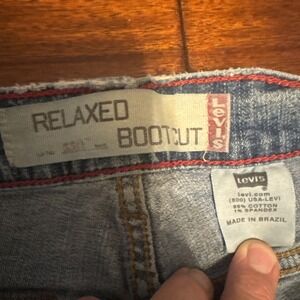 RELAXED
BOOTCUT
Levi's
LEVI'S
levi.com
(800) USA-LEVI
99% COTTON
1% SPANDEX
MADE IN BRAZIL